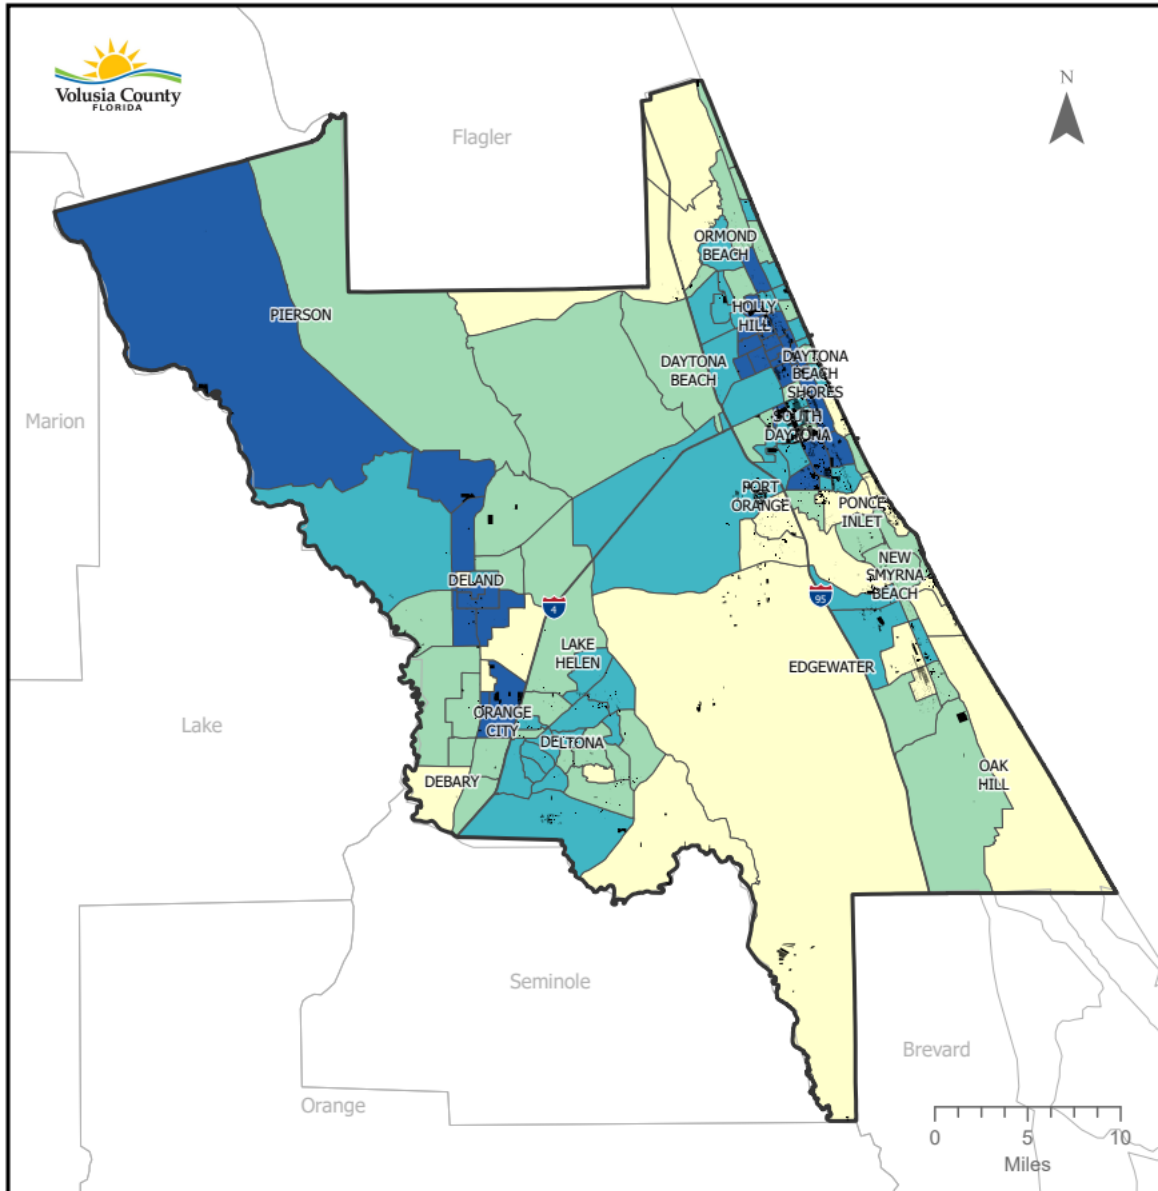 Volusia County
FLORIDA
N
Flagler
ORMOND
BEACH
PIERSON
HOLLY
HILL
DAYTONA
BEACH
DAYTONA
BEACH
SHORES
Marion
SOUTH
DAYTONA
PORT
ORANGE
PONCE
INLET
NEW
SMYRNA
BEACH
DELAND
4
95
LAKE
HELEN
EDGEWATER
Lake
ORANGE
CITY
DELTONA
DEBARY
OAK
HILL
Seminole
Brevard
Orange
0 5 10
Miles